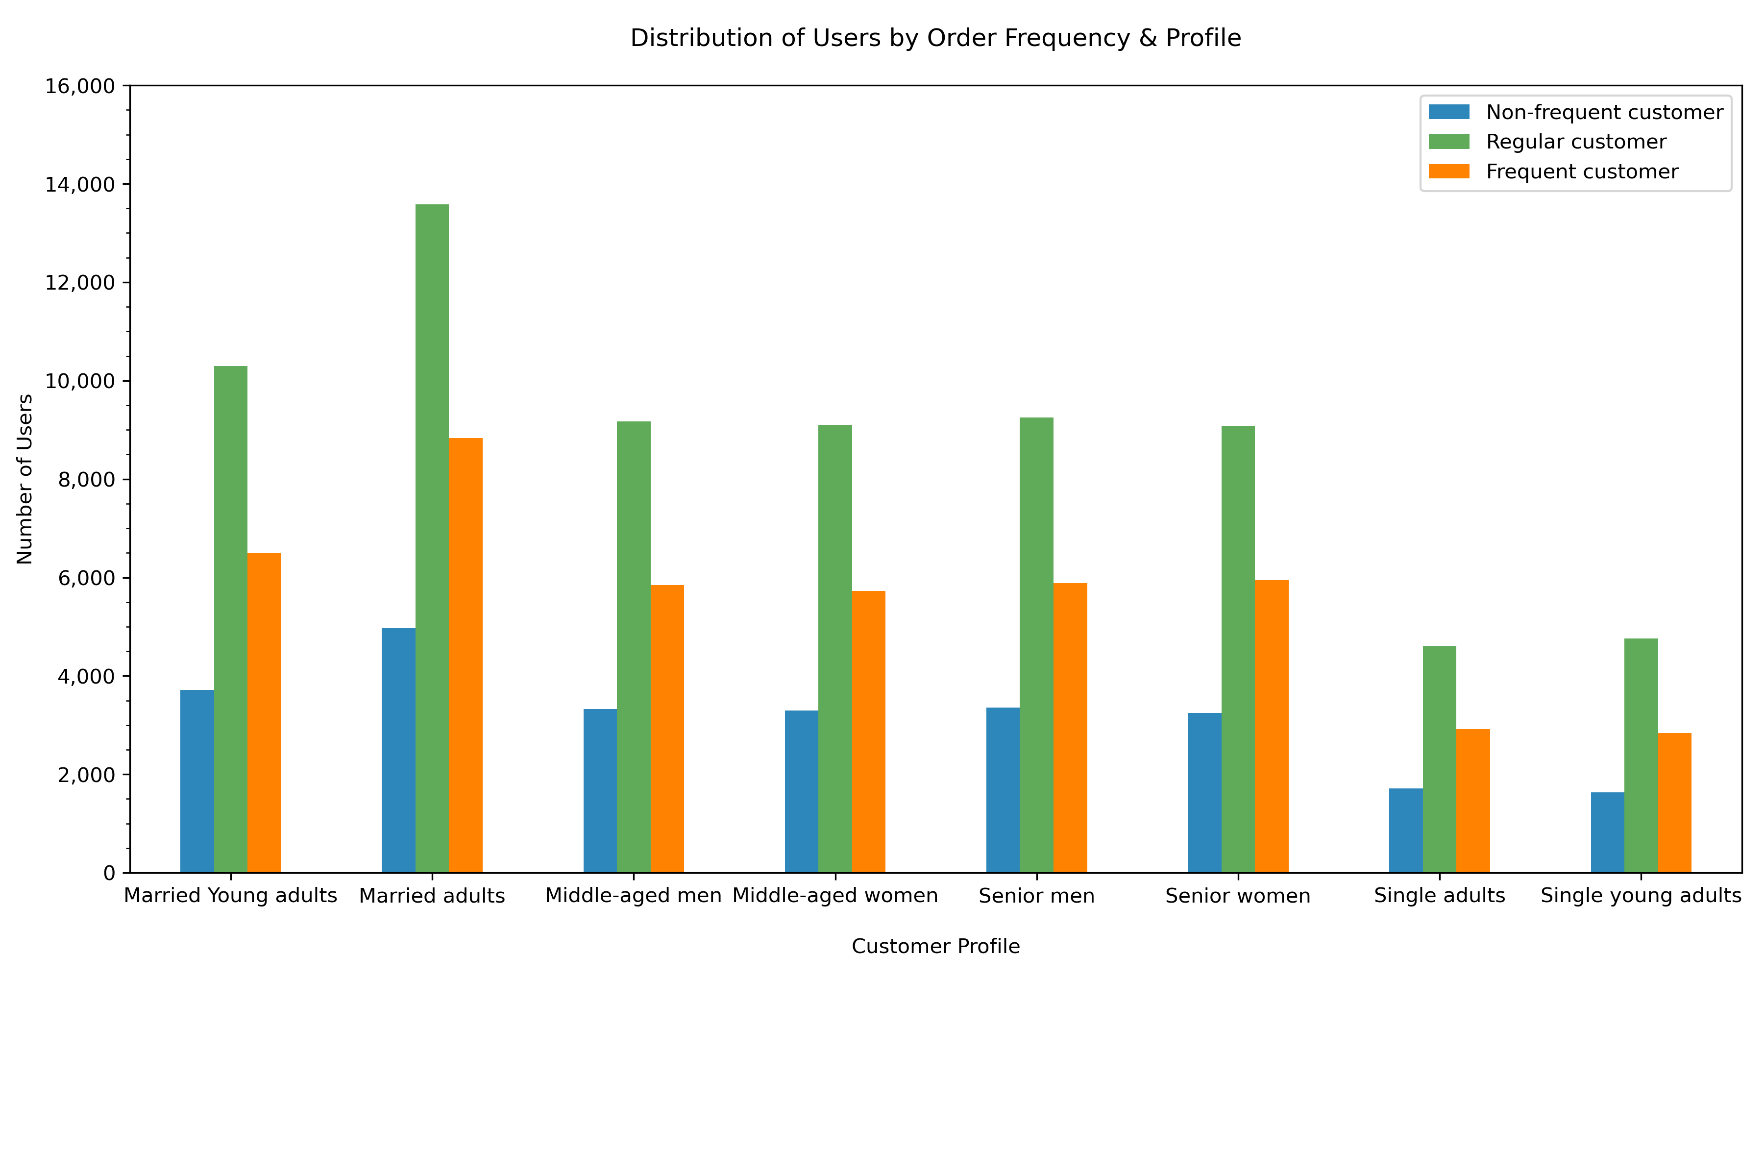 Distribution of Users by Order Frequency & Profile
16,000
14,000
12,000
10,000
8,000
6,000
4,000
2,000
0
Number of Users
Non-frequent customer
Regular customer
Frequent customer
Married Young adults
Married adults
Middle-aged men
Middle-aged women
Senior men
Senior women
Single adults
Single young adults
Customer Profile